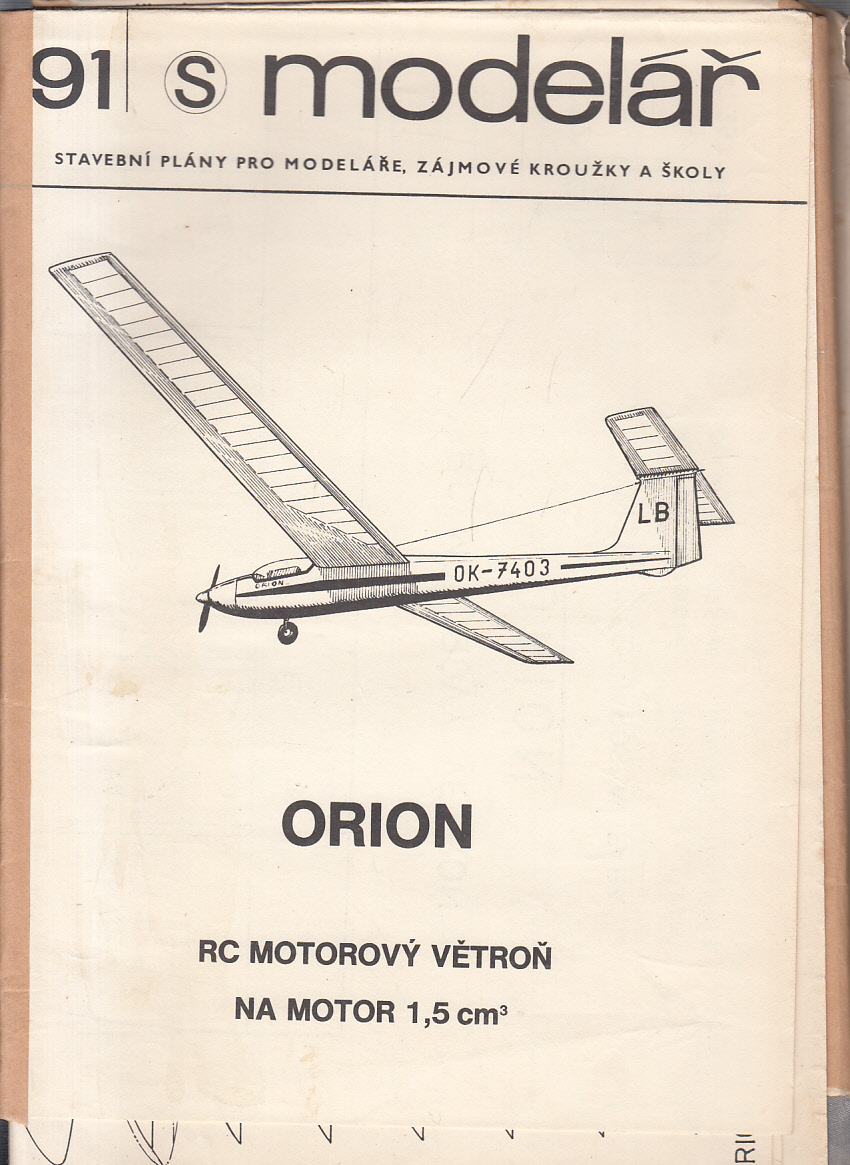 91 s modelář
STAVEBNÍ PLÁNY PRO MODELÁŘE, ZÁJMOVÉ KROUŽKY A ŠKOLY
LB
ORION
OK-7403
ORION
RC MOTOROVÝ VĚTROŇ
NA MOTOR 1,5 cm³